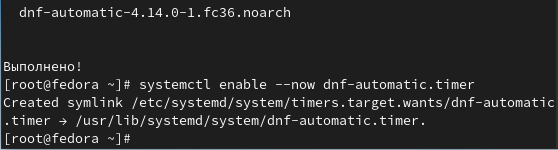 dnf-automatic-4.14.0-1.fc36.noarch
Выполнено!
[root@fedora ~]# systemctl enable --now dnf-automatic.timer
Created symlink /etc/systemd/system/timers.target.wants/dnf-automatic
.timer → /usr/lib/systemd/system/dnf-automatic.timer.
[root@fedora ~]#